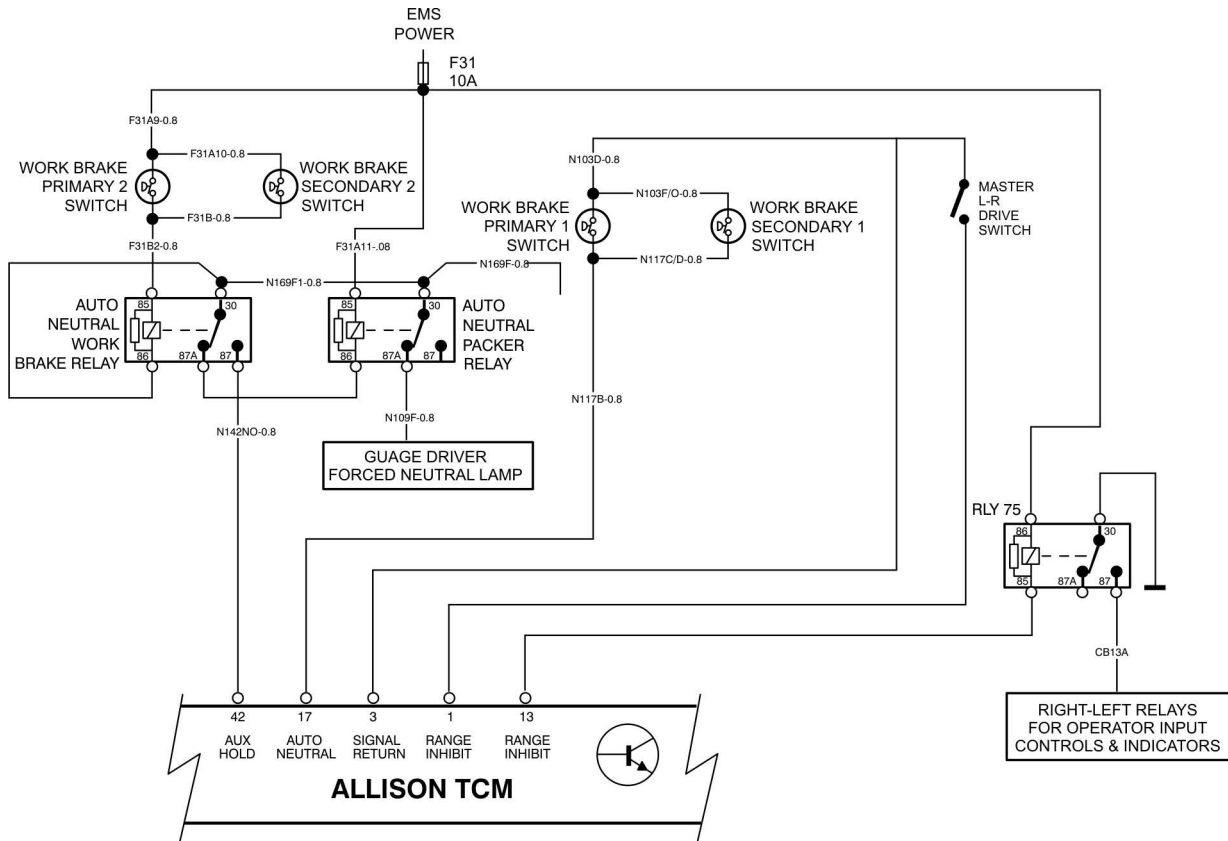 EMS
POWER
F31
10A
F31A9-0.8
F31A10-0.8
WORK BRAKE
PRIMARY 2
SWITCH
WORK BRAKE
SECONDARY 2
SWITCH
F31B-0.8
F31B2-0.8
F31A11-.08
N103D-0.8
N103F/O-0.8
WORK BRAKE
PRIMARY 1
SWITCH
WORK BRAKE
SECONDARY 1
SWITCH
N117C/D-0.8
MASTER
L-R
DRIVE
SWITCH
N169F1-0.8
N169F-0.8
AUTO
NEUTRAL
WORK
BRAKE RELAY
85
30
86
87A
87
85
30
86
87A
87
AUTO
NEUTRAL
PACKER
RELAY
N142NO-0.8
N109F-0.8
N117B-0.8
GUAGE DRIVER
FORCED NEUTRAL LAMP
RLY 75
86
30
85
87A
87
CB13A
RIGHT-LEFT RELAYS
FOR OPERATOR INPUT
CONTROLS & INDICATORS
42
AUX
HOLD
17
AUTO
NEUTRAL
3
SIGNAL
RETURN
1
RANGE
INHIBIT
13
RANGE
INHIBIT
ALLISON TCM